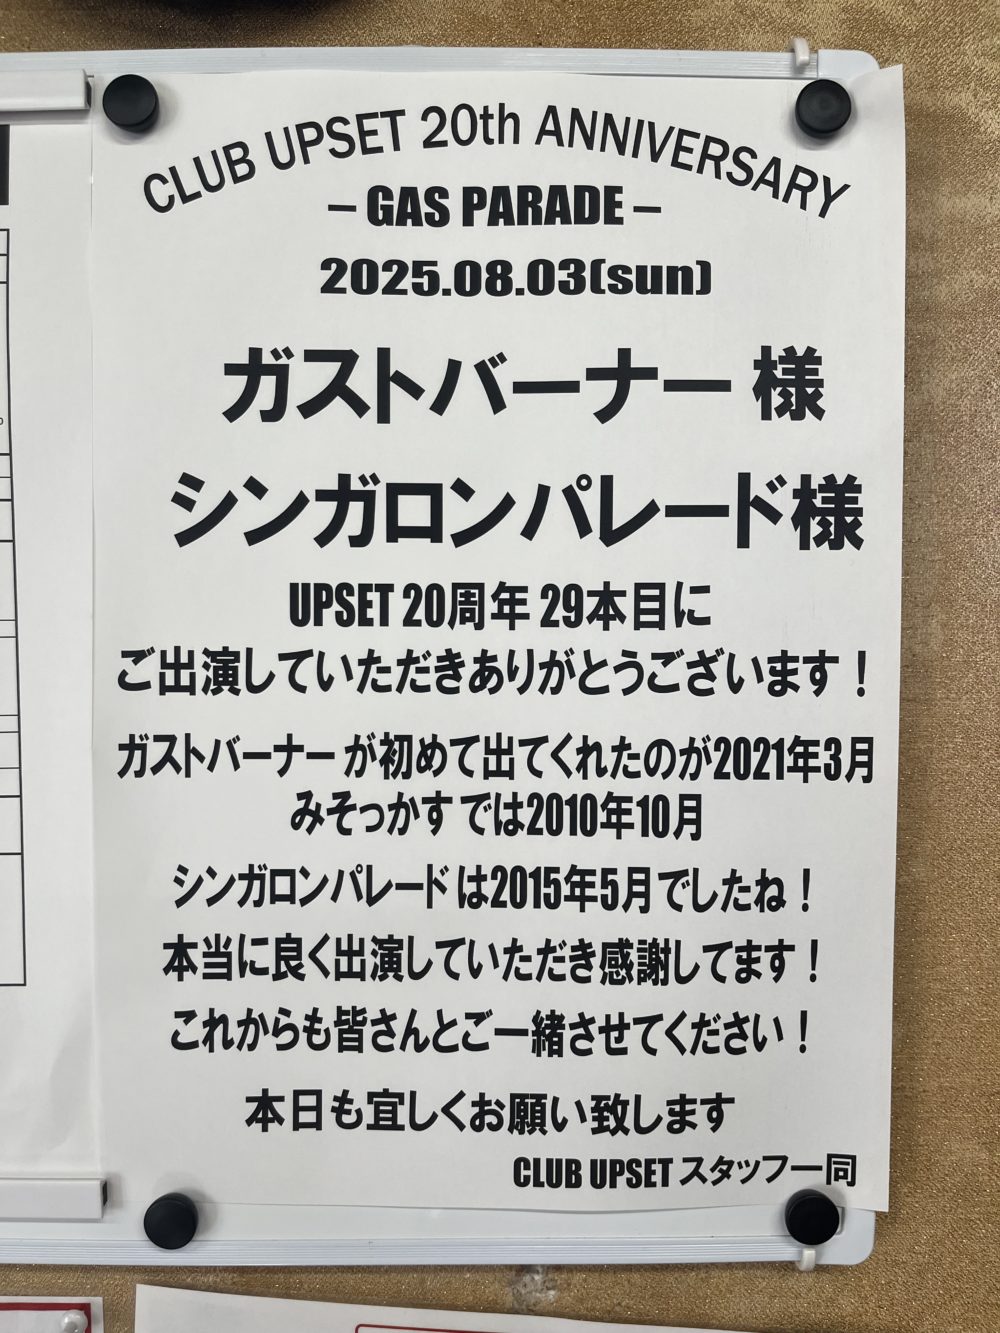 CLUB UPSET 20th ANNIVERSARY
– GAS PARADE –
2025.08.03(sun)
ガストバーナー 様
シンガロンパレード様
UPSET 20周年 29本目に
ご出演していただきありがとうございます！
ガストバーナー が初めて出てくれたのが2021年3月
みそっかす では2010年10月
シンガロンパレード は2015年5月でしたね！
本当に良く出演していただき感謝してます！
これからも皆さんとご一緒させてください！
本日も宜しくお願い致します
CLUB UPSET スタッフ一同